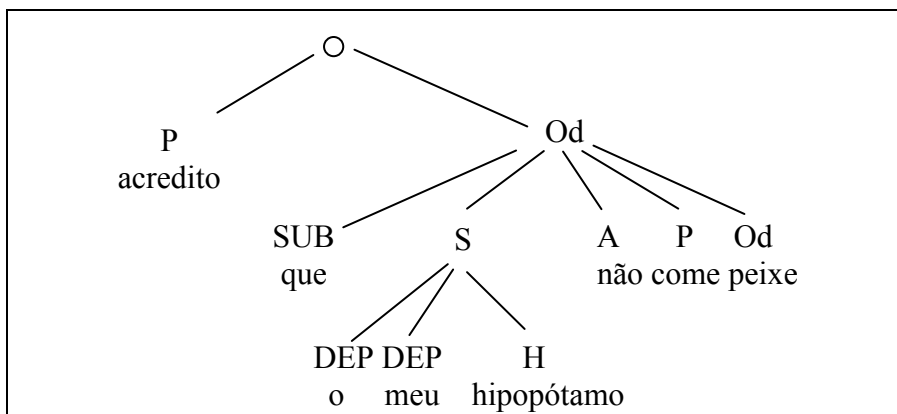 P
acredito
Od
SUB
que
S
A P Od
não come peixe
DEP DEP H
o meu hipopótamo